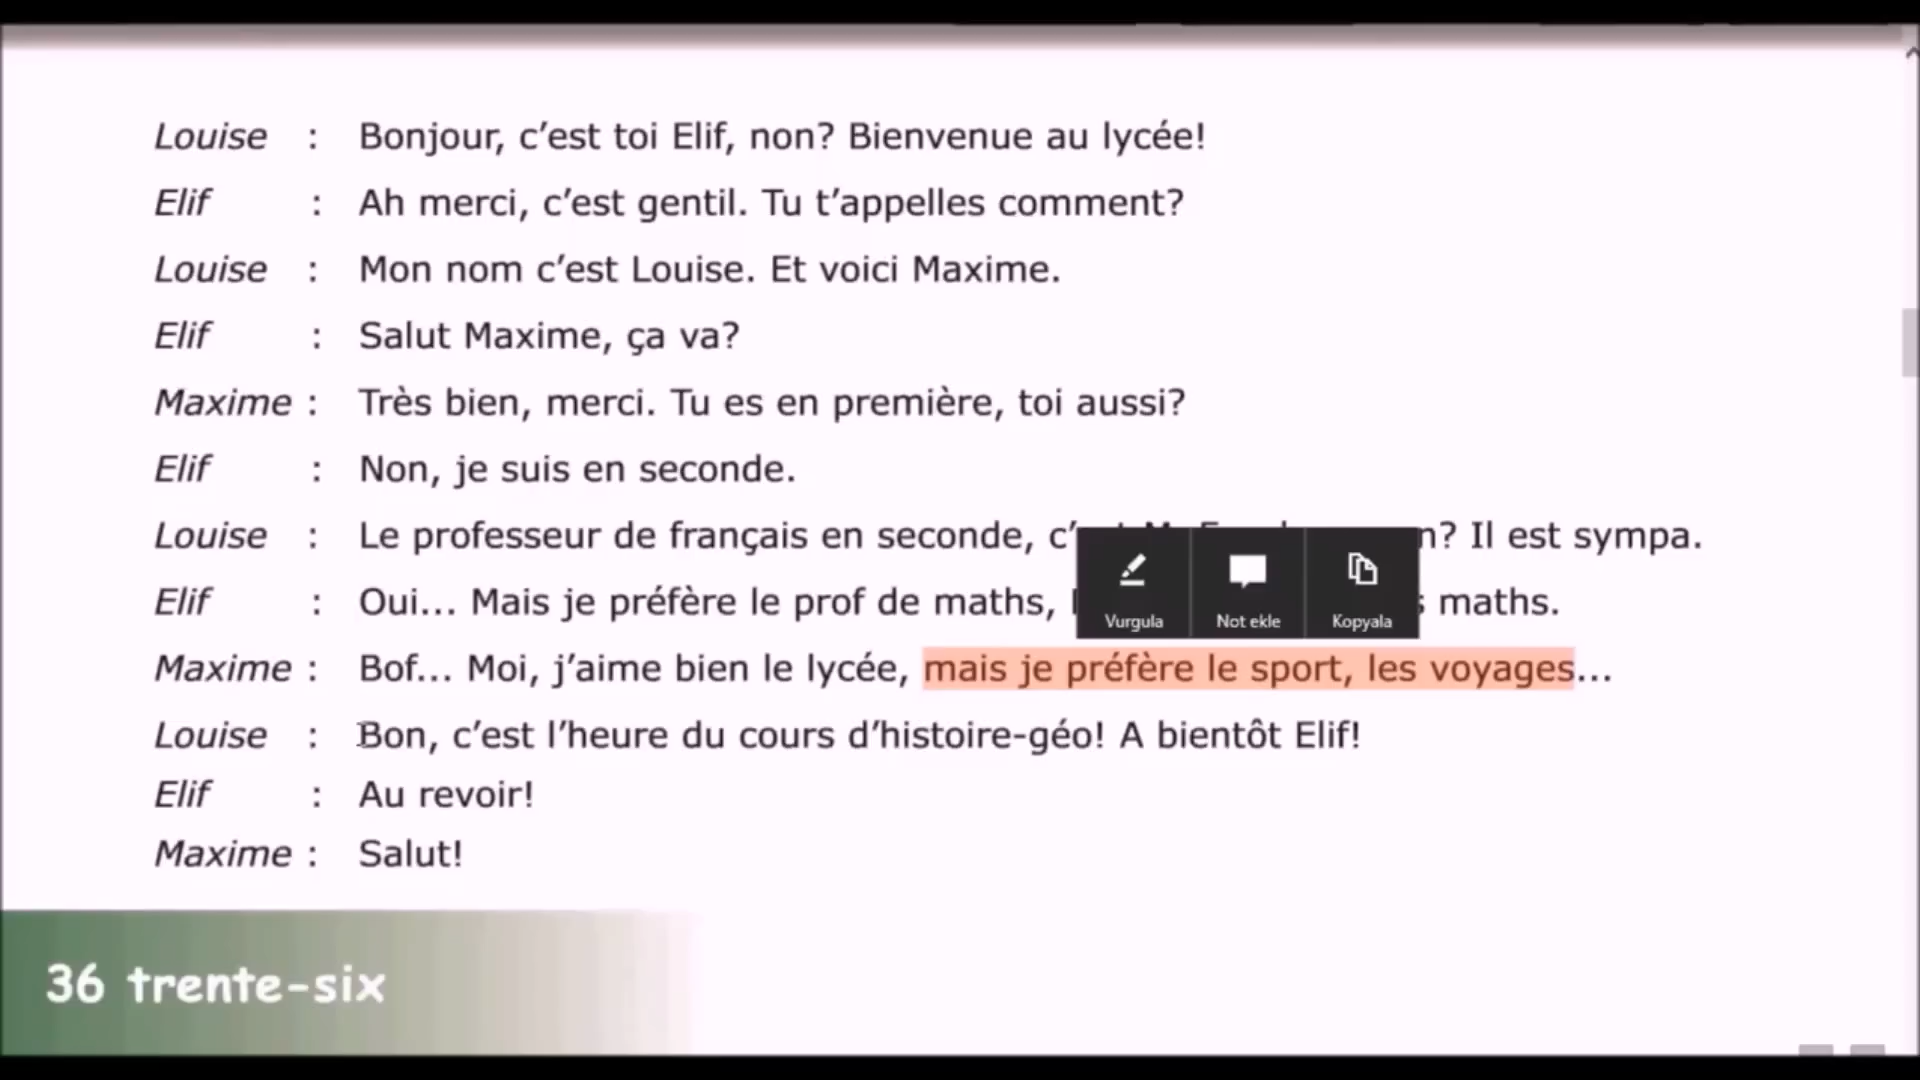 Louise : Bonjour, c’est toi Elif, non? Bienvenue au lycée!
Elif : Ah merci, c’est gentil. Tu t’appelles comment?
Louise : Mon nom c’est Louise. Et voici Maxime.
Elif : Salut Maxime, ça va?
Maxime : Très bien, merci. Tu es en première, toi aussi?
Elif : Non, je suis en seconde.
Louise : Le professeur de français en seconde, Il est sympa.
Elif : Oui... Mais je préfère le prof de maths, maths.
Vurgula Not ekle Kopyala
Maxime : Bof... Moi, j’aime bien le lycée, mais je préfère le sport, les voyages...
Louise : Bon, c’est l’heure du cours d’histoire-géo! A bientôt Elif!
Elif : Au revoir!
Maxime : Salut!
36 trente-six